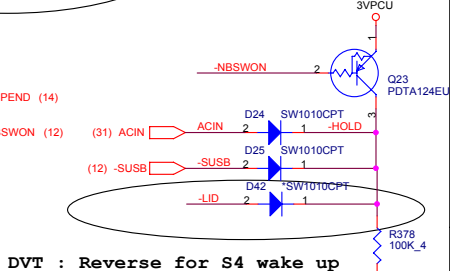 3VPCU
1
-NBSWON 2
Q23
PDTA124EU
PEND (14)
3
D24 SW1010CPT
SWON (12) (31) ACIN ACIN 2 1 -HOLD
D25 SW1010CPT
(12) -SUSB -SUSB 2 1
D42 *SW1010CPT
-LID 2 1
R378
100K_4
DVT : Reverse for S4 wake up